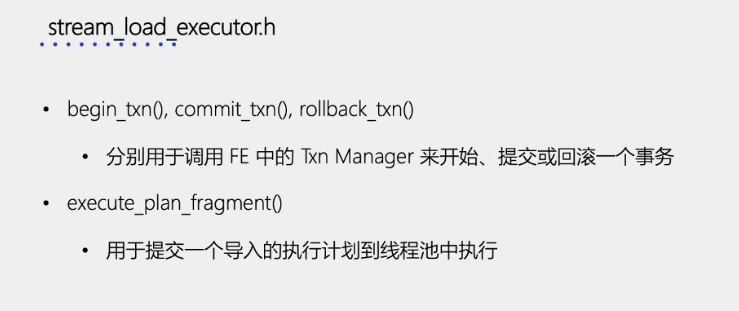 stream_load_executor.h
• begin_txn(), commit_txn(), rollback_txn()
• 分别用于调用 FE 中的 Txn Manager 来开始、提交或回滚一个事务
• execute_plan_fragment()
• 用于提交一个导入的执行计划到线程池中执行